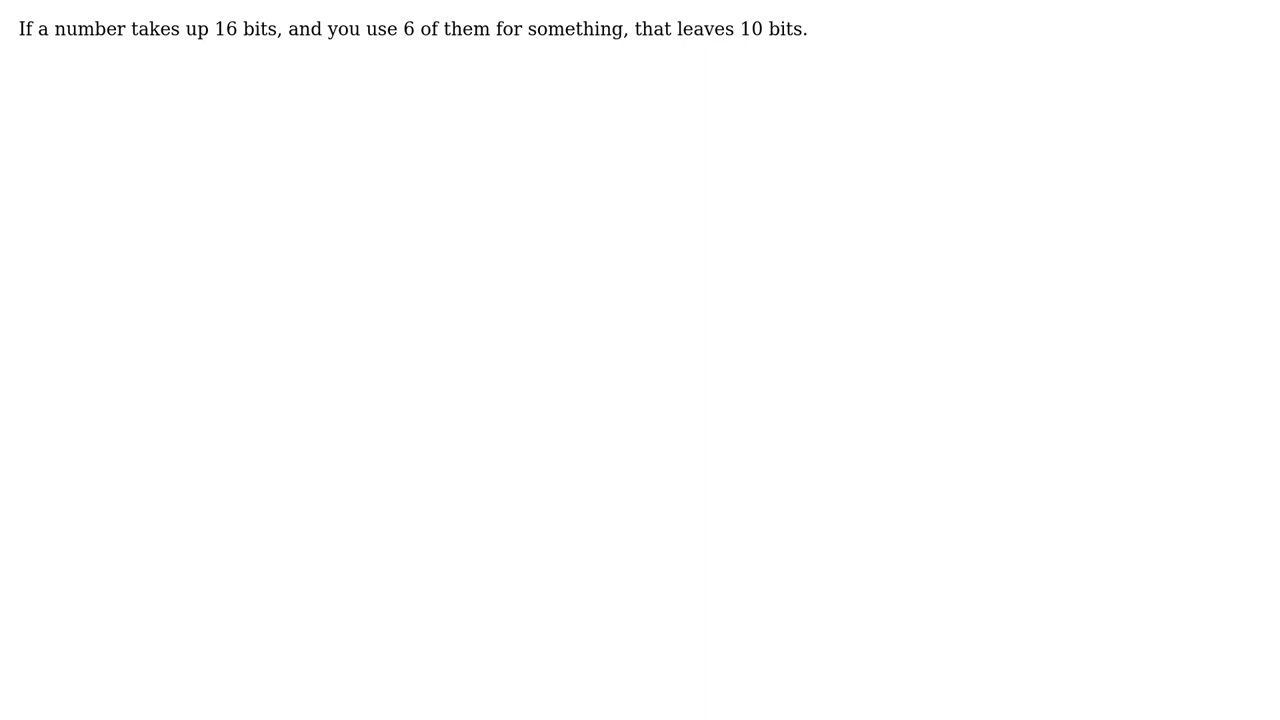 If a number takes up 16 bits, and you use 6 of them for something, that leaves 10 bits.